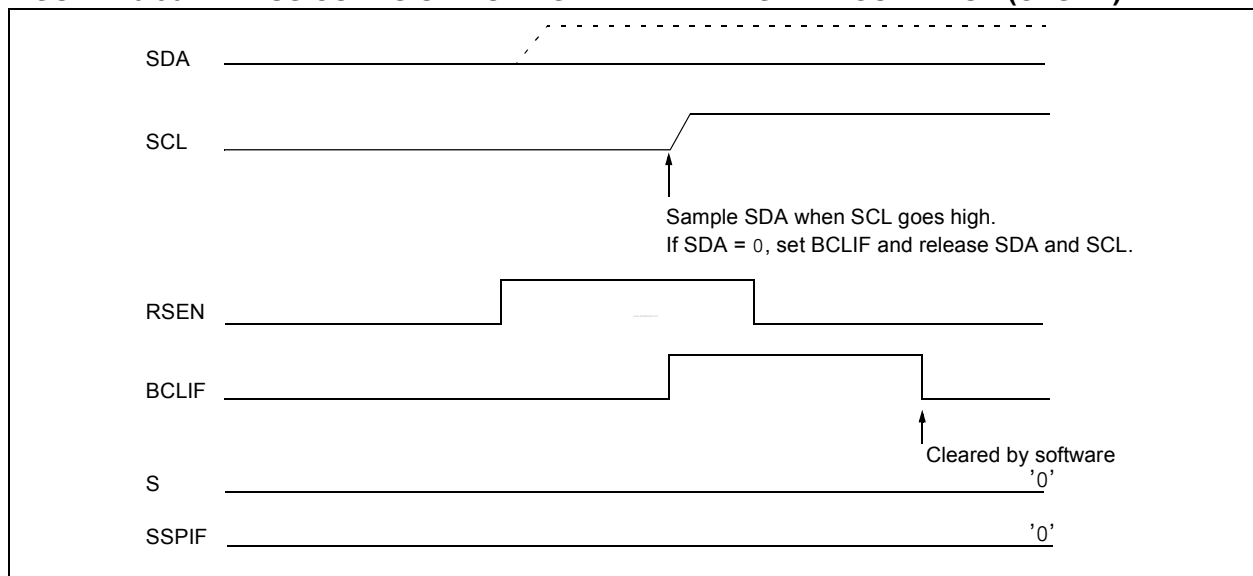 SDA
SCL
Sample SDA when SCL goes high.
If SDA = 0, set BCLIF and release SDA and SCL.
RSEN
BCLIF
Cleared by software
S
'0'
SSPIF
'0'